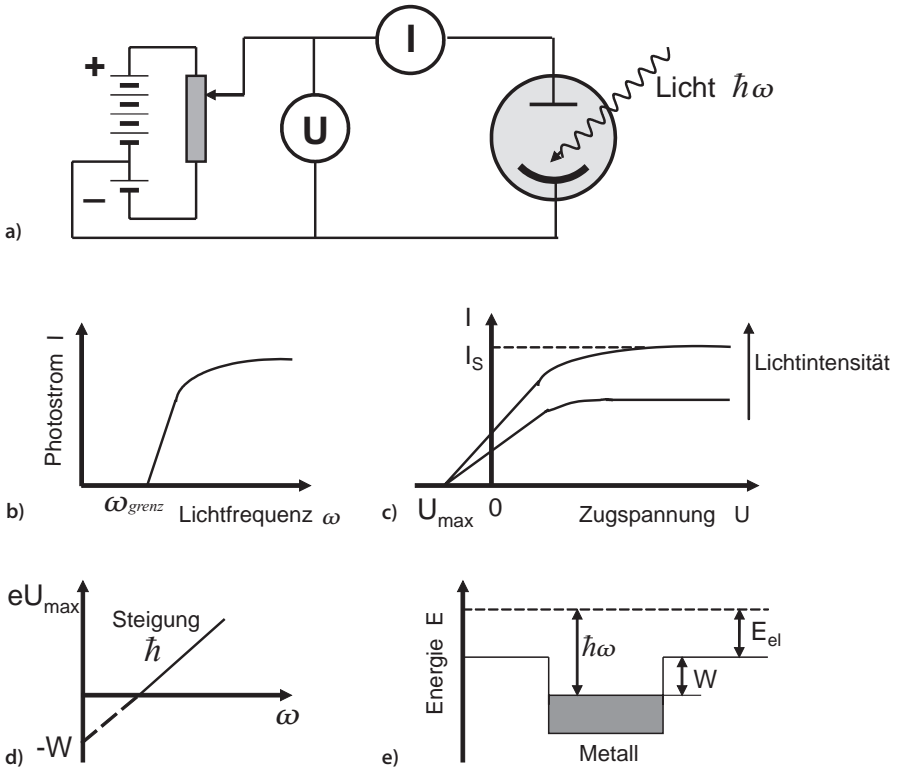 +
I
U
Licht ħω
−
a)
Photostrom I
ω_grenz
Lichtfrequenz ω
b)
I
I_S
Lichtintensität
U_max
0
Zugspannung U
c)
eU_max
Steigung
ħ
ω
-W
d)
Energie E
ħω
E_el
W
Metall
e)